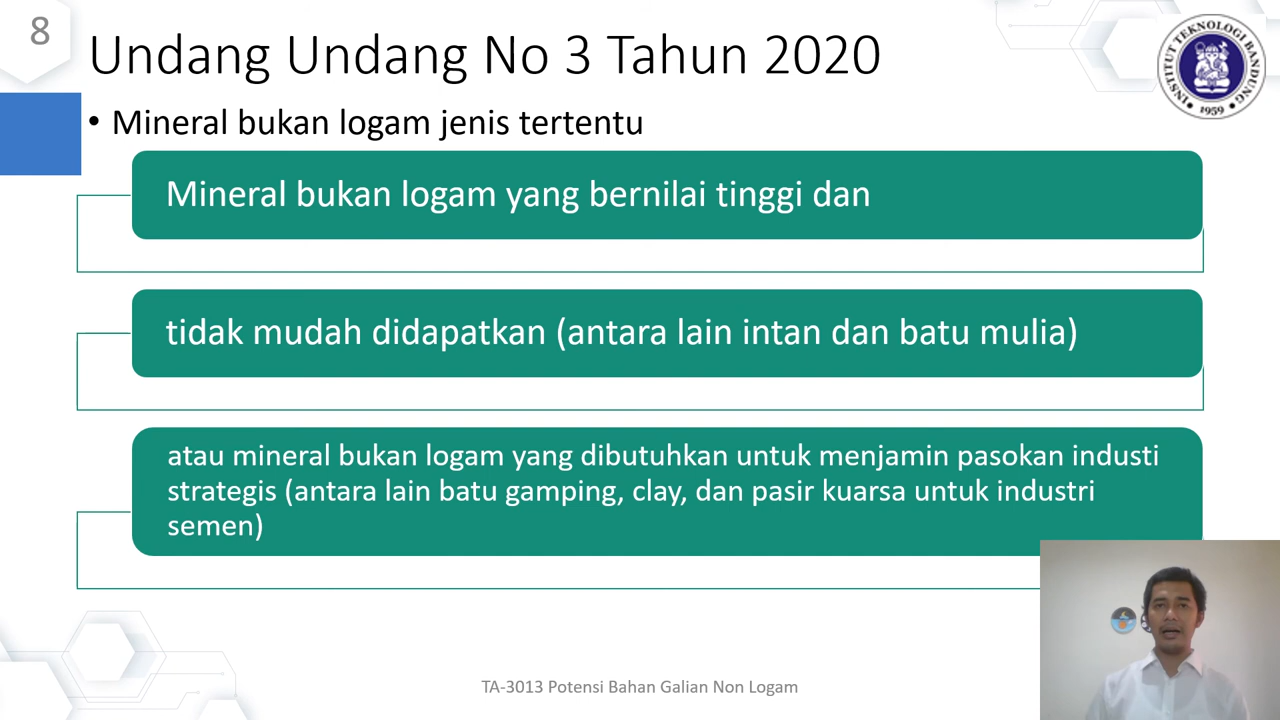 8
Undang Undang No 3 Tahun 2020
INSTITUT TEKNOLOGI BANDUNG
1959
• Mineral bukan logam jenis tertentu
Mineral bukan logam yang bernilai tinggi dan
tidak mudah didapatkan (antara lain intan dan batu mulia)
atau mineral bukan logam yang dibutuhkan untuk menjamin pasokan industi
strategis (antara lain batu gamping, clay, dan pasir kuarsa untuk industri
semen)
TA-3013 Potensi Bahan Galian Non Logam